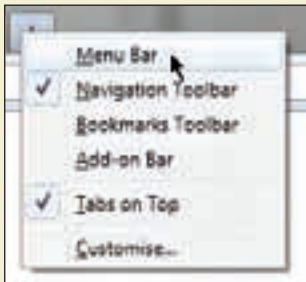 Menu Bar
Navigation Toolbar
Bookmarks Toolbar
Add-on Bar
Tabs on Top
Customise...